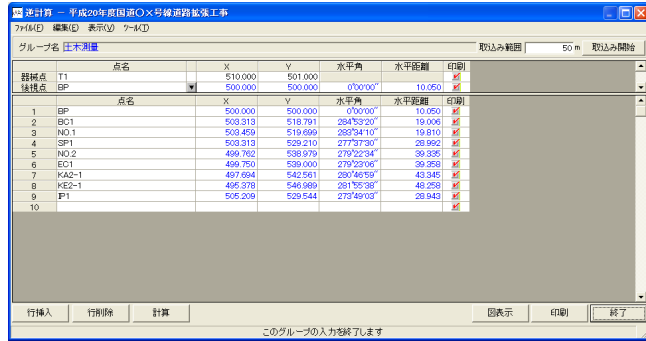 逆計算 － 平成20年度国道〇×号線道路拡張工事
ファイル(F) 編集(E) 表示(V) ツール(T)
グループ名 土木測量 取込み範囲 50 m 取込み開始
点名 X Y 水平角 水平距離 印刷
器械点 T1 510.000 501.000
後視点 BP 500.000 500.000 0°00'00" 10.050
点名 X Y 水平角 水平距離 印刷
1 BP 500.000 500.000 0°00'00" 10.050
2 BC1 503.313 518.791 284°53'20" 19.006
3 NO.1 503.459 519.699 283°34'10" 19.810
4 SP1 503.313 529.210 277°37'30" 28.992
5 NO.2 499.762 538.979 279°22'34" 39.335
6 EC1 499.750 539.000 279°23'06" 39.358
7 KA2-1 497.694 542.561 280°46'59" 43.345
8 KE2-1 495.378 546.989 281°55'38" 48.258
9 IP1 505.209 529.544 273°49'03" 28.943
10
行挿入 行削除 計算 図表示 印刷 終了
このグループの入力を終了します